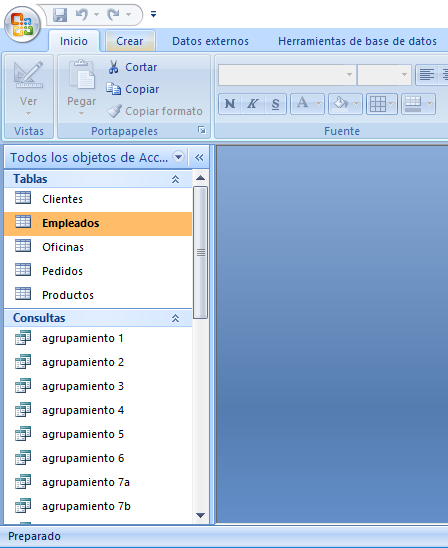 Inicio Crear Datos externos Herramientas de base de datos
Ver
Pegar
Cortar
Copiar
Copiar formato
N K S A
Vistas Portapapeles Fuente
Todos los objetos de Acc...
Tablas
Clientes
Empleados
Oficinas
Pedidos
Productos
Consultas
agrupamiento 1
agrupamiento 2
agrupamiento 3
agrupamiento 4
agrupamiento 5
agrupamiento 6
agrupamiento 7a
agrupamiento 7b
Preparado